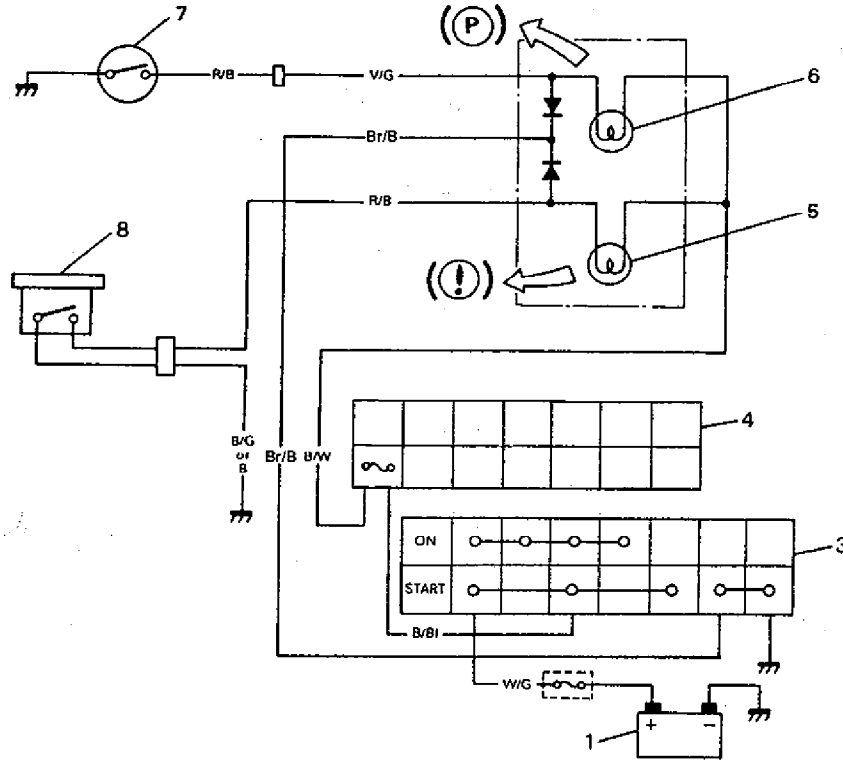 7
(P)
R/B
V/G
6
Br/B
R/B
5
8
(!)
B/G
or
B
Br/B
B/W
4
ON
3
START
B/Bl
W/G
+
−
1